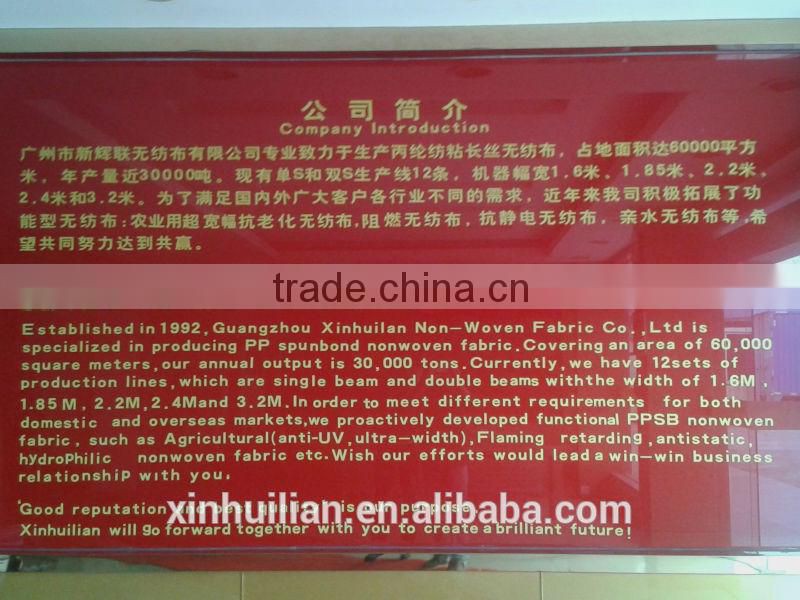 公司简介
Company Introduction
广州市新辉联无纺布有限公司专业致力于生产丙纶纺粘长丝无纺布，占地面积达60000平方
米，年产量近30000吨。现有单S和双S生产线12条，机器幅宽1.6米、1.85米、2.2米、
2.4米和3.2米。为了满足国内外广大客户各行业不同的需求，近年来我司积极拓展了功
能型无纺布:农业用超宽幅抗老化无纺布,阻燃无纺布，抗静电无纺布，亲水无纺布等,希
望共同努力达到共赢。
trade.china.cn
Established in 1992,Guangzhou Xinhuilan Non-Woven Fabric Co.,Ltd is
specialized in producing PP spunbond nonwoven fabric.Covering an area of 60,000
square meters,our annual output is 30,000 tons.Currently,we have 12sets of
production lines,which are single beam and double beams withthe width of 1.6M,
1.85M, 2.2M,2.4Mand 3.2M.In order to meet different requirements for both
domestic and overseas markets,we proactively developed functional PPSB nonwoven
fabric, such as Agricultural(anti-UV,ultra-width),Flaming retarding,antistatic,
hydroPhilic nonwoven fabric etc.Wish our efforts would lead a win-win business
relationship with you.
"Good reputation and best quality" is our purpose
xinhuilian.en.alibaba.com
Xinhuilian will go forward together with you to create a brilliant future!